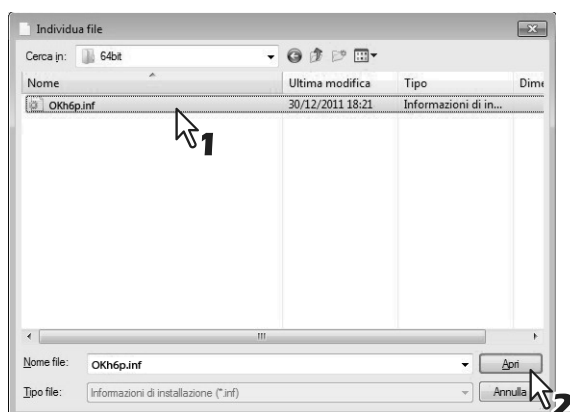 Individua file
Cerca in: 64bit
Nome Ultima modifica Tipo Dime
OKh6p.inf 30/12/2011 18:21 Informazioni di in...
1
Nome file: OKh6p.inf Apri
Tipo file: Informazioni di installazione (*.inf) Annulla
2